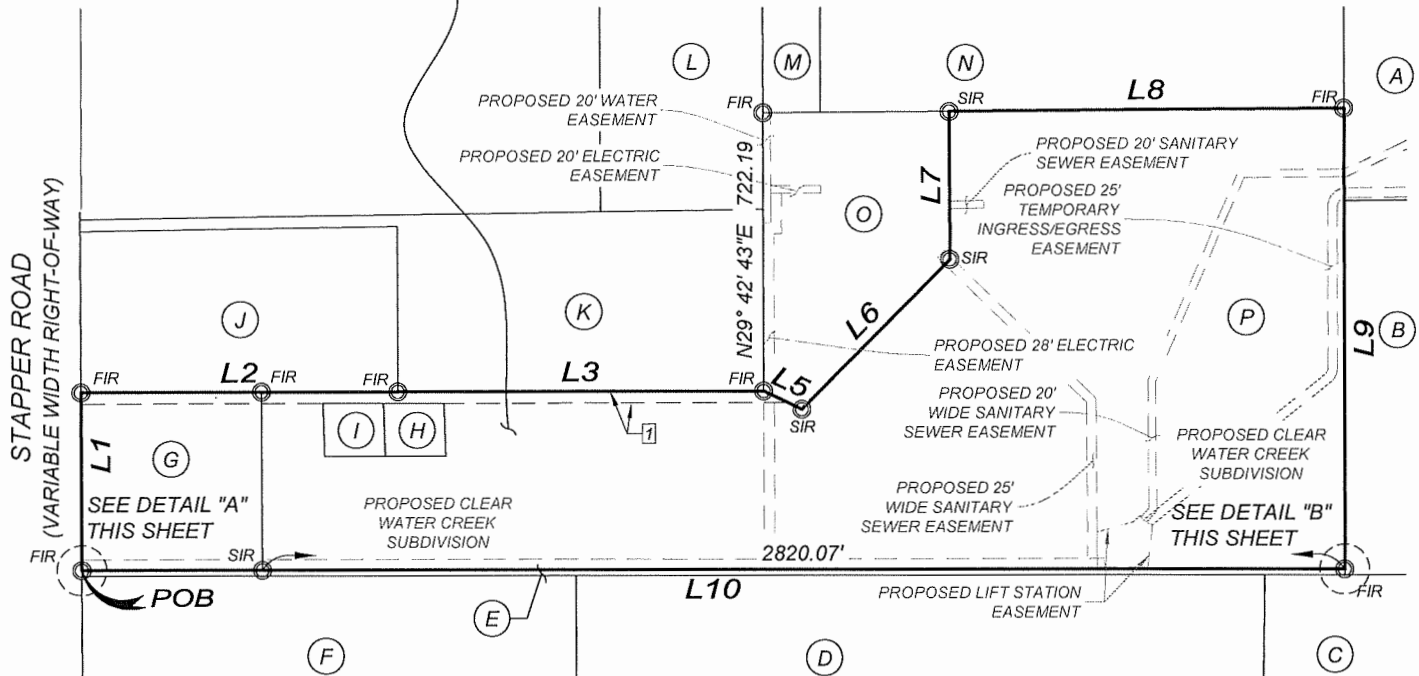 L
M
N
A
PROPOSED 20' WATER
EASEMENT
FIR
SIR
L8
FIR
PROPOSED 20' ELECTRIC
EASEMENT
N29° 42' 43"E 722.19
L7
PROPOSED 20' SANITARY
SEWER EASEMENT
PROPOSED 25'
TEMPORARY
INGRESS/EGRESS
EASEMENT
O
SIR
STAPPER ROAD
(VARIABLE WIDTH RIGHT-OF-WAY)
J
K
L6
P
L9
B
PROPOSED 28' ELECTRIC
EASEMENT
FIR
L2
FIR
FIR
L3
FIR
L5
SIR
1
PROPOSED 20'
WIDE SANITARY
SEWER EASEMENT
L1
G
I
H
PROPOSED CLEAR
WATER CREEK
SUBDIVISION
SEE DETAIL "A"
THIS SHEET
PROPOSED CLEAR
WATER CREEK
SUBDIVISION
PROPOSED 25'
WIDE SANITARY
SEWER EASEMENT
SEE DETAIL "B"
THIS SHEET
FIR
SIR
2820.07'
POB
L10
PROPOSED LIFT STATION
EASEMENT
FIR
E
F
D
C